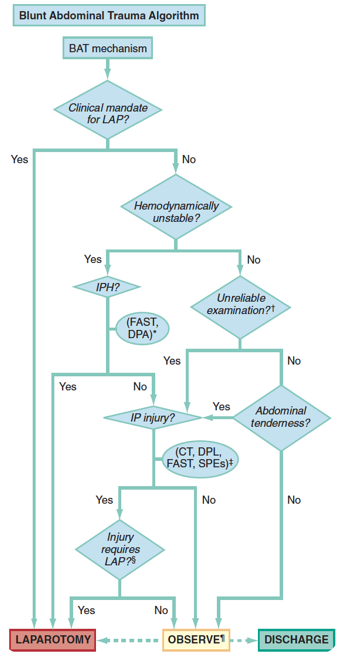 Blunt Abdominal Trauma Algorithm
BAT mechanism
Clinical mandate
for LAP?
Yes
No
Hemodynamically
unstable?
Yes
No
IPH?
Unreliable
examination?†
(FAST,
DPA)*
Yes
No
Yes
No
Yes
Abdominal
tenderness?
IP injury?
(CT, DPL,
FAST, SPEs)‡
Yes
No
No
Injury
requires
LAP?§
Yes
No
LAPAROTOMY
OBSERVE¶
DISCHARGE